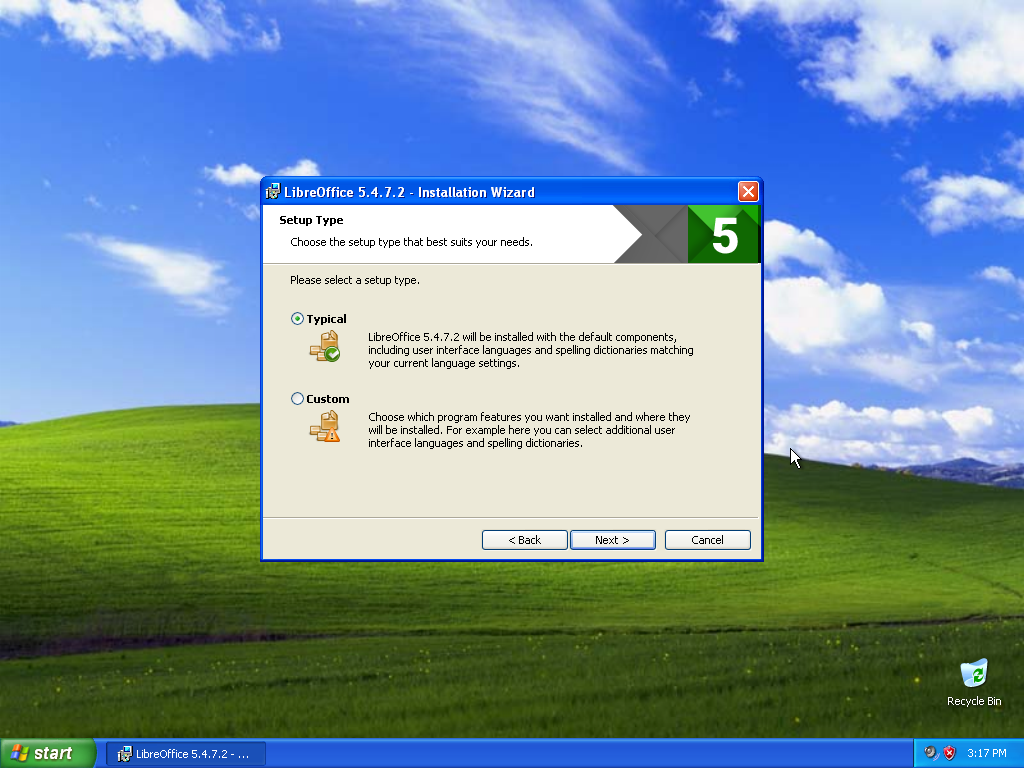 LibreOffice 5.4.7.2 - Installation Wizard
Setup Type
Choose the setup type that best suits your needs.
5
Please select a setup type.
Typical
LibreOffice 5.4.7.2 will be installed with the default components,
including user interface languages and spelling dictionaries matching
your current language settings.
Custom
Choose which program features you want installed and where they
will be installed. For example here you can select additional user
interface languages and spelling dictionaries.
< Back
Next >
Cancel
Recycle Bin
start
LibreOffice 5.4.7.2 - ...
3:17 PM